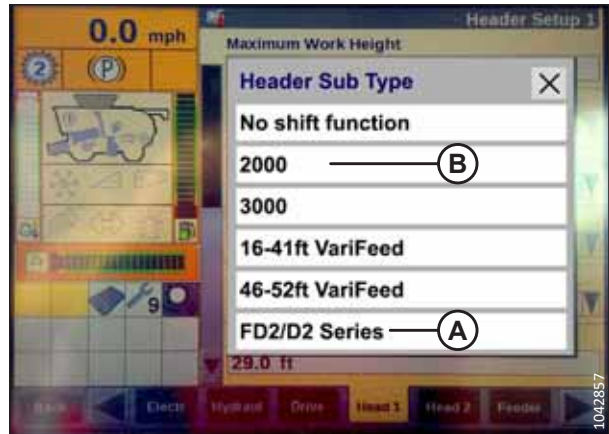 0.0 mph
Header Setup 1
Maximum Work Height
2
P
Header Sub Type
No shift function
2000
B
3000
16-41ft VariFeed
46-52ft VariFeed
9
FD2/D2 Series
A
29.0 ft
Back
Electr
Hydraul
Drive
Head 1
Head 2
Feeder
1042857